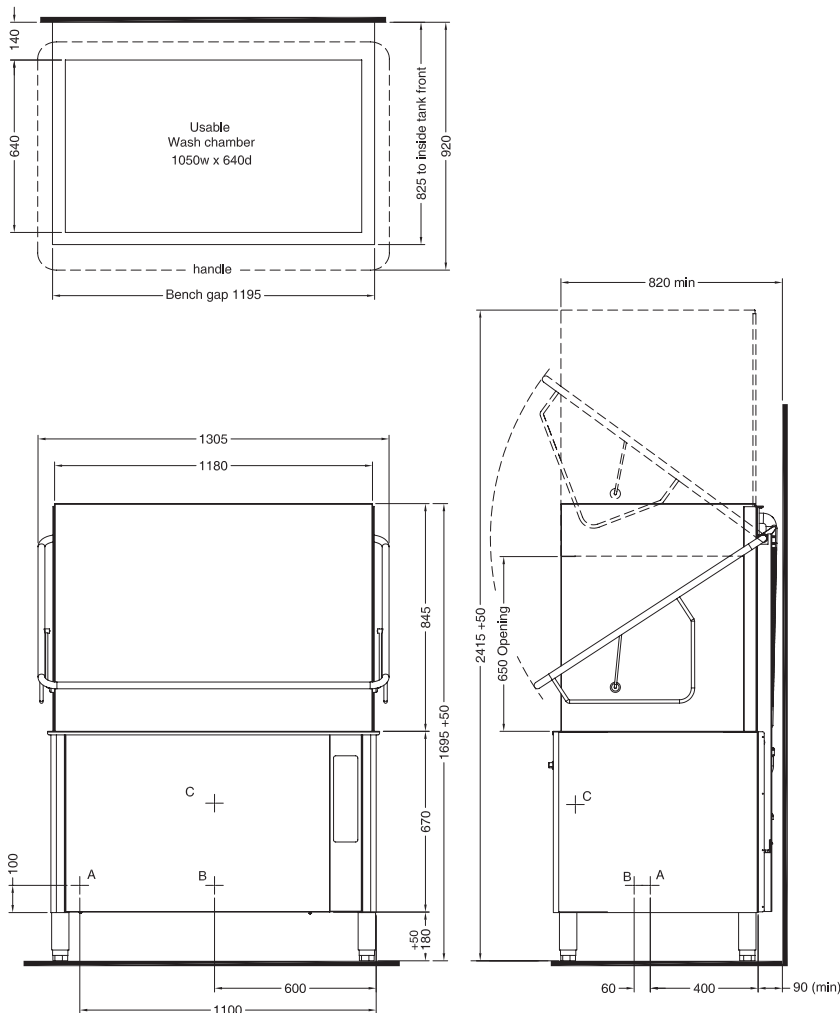 140
640
Usable
Wash chamber
1050w x 640d
825 to inside tank front
920
handle
Bench gap 1195
820 min
1305
1180
845
1695 +50
670
C
100
A
B
+50
180
600
1100
2415 +50
650 Opening
C
B
A
60
400
90 (min)